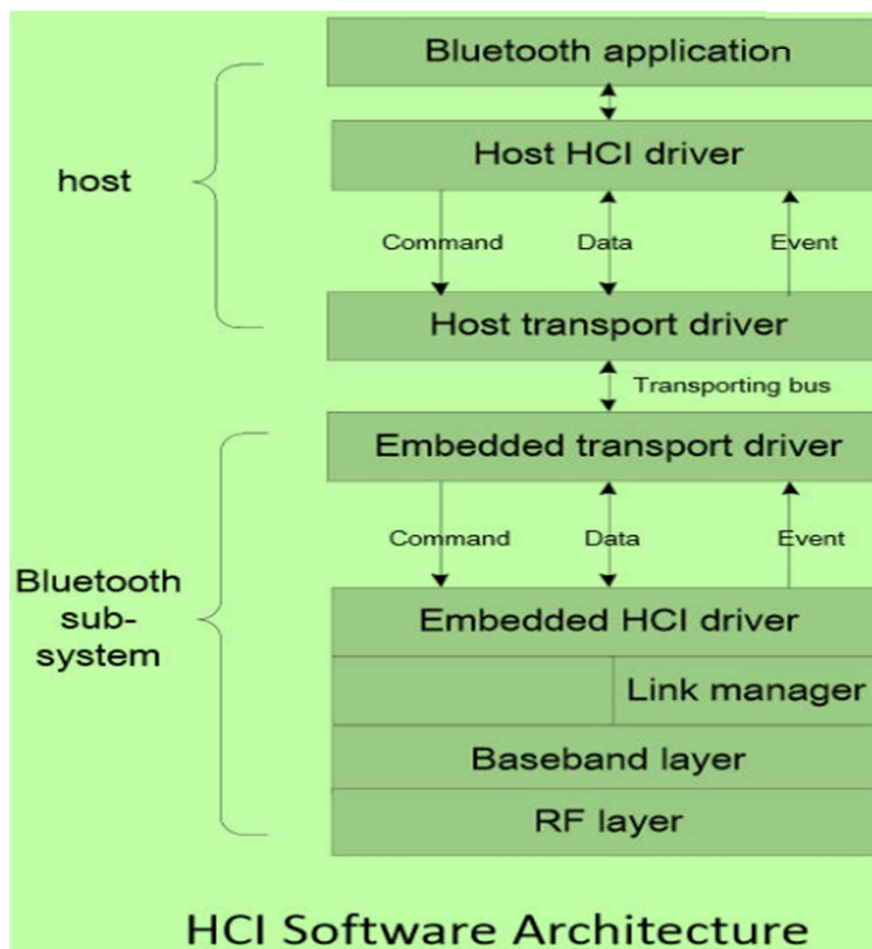 Bluetooth application
Host HCI driver
host
Command
Data
Event
Host transport driver
Transporting bus
Embedded transport driver
Command
Data
Event
Bluetooth
sub-
system
Embedded HCI driver
Link manager
Baseband layer
RF layer
HCI Software Architecture